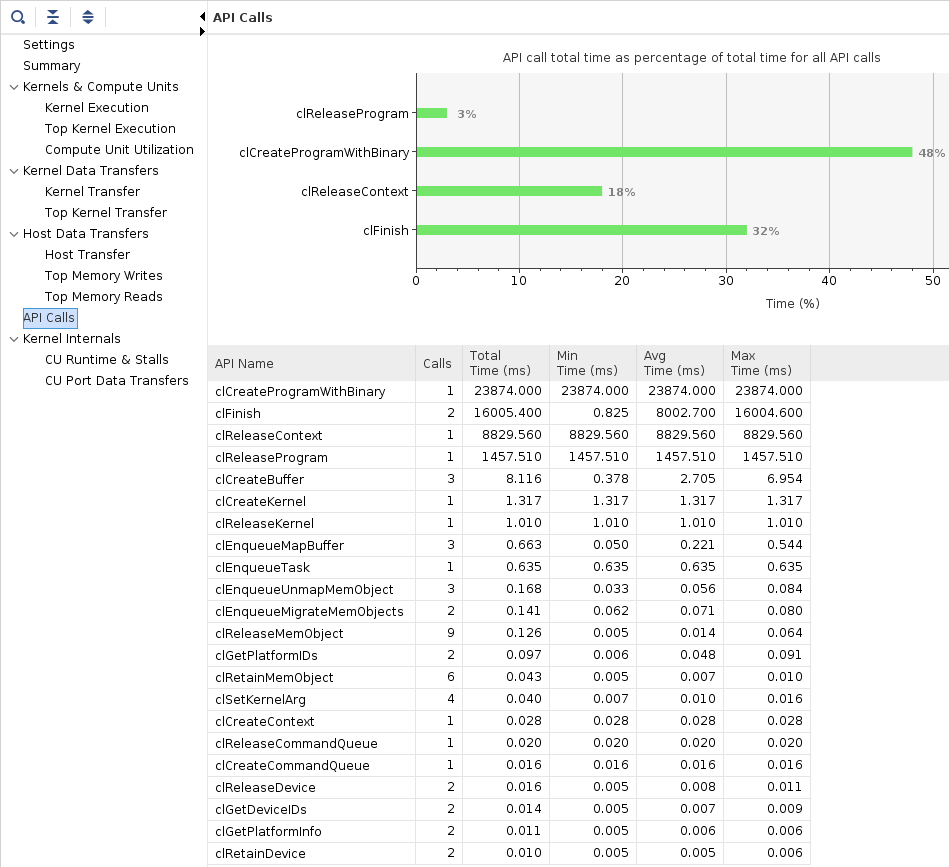 API Calls
Settings
Summary
Kernels & Compute Units
Kernel Execution
Top Kernel Execution
Compute Unit Utilization
Kernel Data Transfers
Kernel Transfer
Top Kernel Transfer
Host Data Transfers
Host Transfer
Top Memory Writes
Top Memory Reads
API Calls
Kernel Internals
CU Runtime & Stalls
CU Port Data Transfers
API call total time as percentage of total time for all API calls
clReleaseProgram 3%
clCreateProgramWithBinary 48%
clReleaseContext 18%
clFinish 32%
0 10 20 30 40 50
Time (%)
API Name Calls Total Time (ms) Min Time (ms) Avg Time (ms) Max Time (ms)
clCreateProgramWithBinary 1 23874.000 23874.000 23874.000 23874.000
clFinish 2 16005.400 0.825 8002.700 16004.600
clReleaseContext 1 8829.560 8829.560 8829.560 8829.560
clReleaseProgram 1 1457.510 1457.510 1457.510 1457.510
clCreateBuffer 3 8.116 0.378 2.705 6.954
clCreateKernel 1 1.317 1.317 1.317 1.317
clReleaseKernel 1 1.010 1.010 1.010 1.010
clEnqueueMapBuffer 3 0.663 0.050 0.221 0.544
clEnqueueTask 1 0.635 0.635 0.635 0.635
clEnqueueUnmapMemObject 3 0.168 0.033 0.056 0.084
clEnqueueMigrateMemObjects 2 0.141 0.062 0.071 0.080
clReleaseMemObject 9 0.126 0.005 0.014 0.064
clGetPlatformIDs 2 0.097 0.006 0.048 0.091
clRetainMemObject 6 0.043 0.005 0.007 0.010
clSetKernelArg 4 0.040 0.007 0.010 0.016
clCreateContext 1 0.028 0.028 0.028 0.028
clReleaseCommandQueue 1 0.020 0.020 0.020 0.020
clCreateCommandQueue 1 0.016 0.016 0.016 0.016
clReleaseDevice 2 0.016 0.005 0.008 0.011
clGetDeviceIDs 2 0.014 0.005 0.007 0.009
clGetPlatformInfo 2 0.011 0.005 0.006 0.006
clRetainDevice 2 0.010 0.005 0.005 0.006